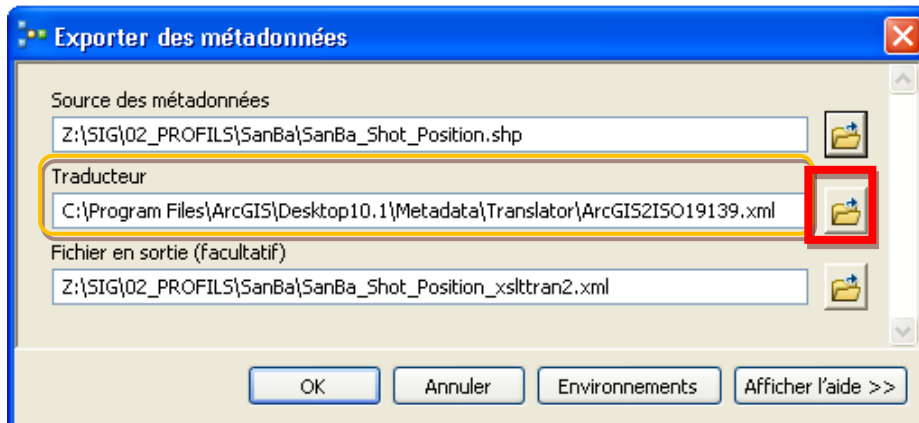 Exporter des métadonnées
Source des métadonnées
Z:\SIG\02_PROFILS\SanBa\SanBa_Shot_Position.shp
Traducteur
C:\Program Files\ArcGIS\Desktop10.1\Metadata\Translator\ArcGIS2ISO19139.xml
Fichier en sortie (facultatif)
Z:\SIG\02_PROFILS\SanBa\SanBa_Shot_Position_xslttran2.xml
OK Annuler Environnements Afficher l'aide >>